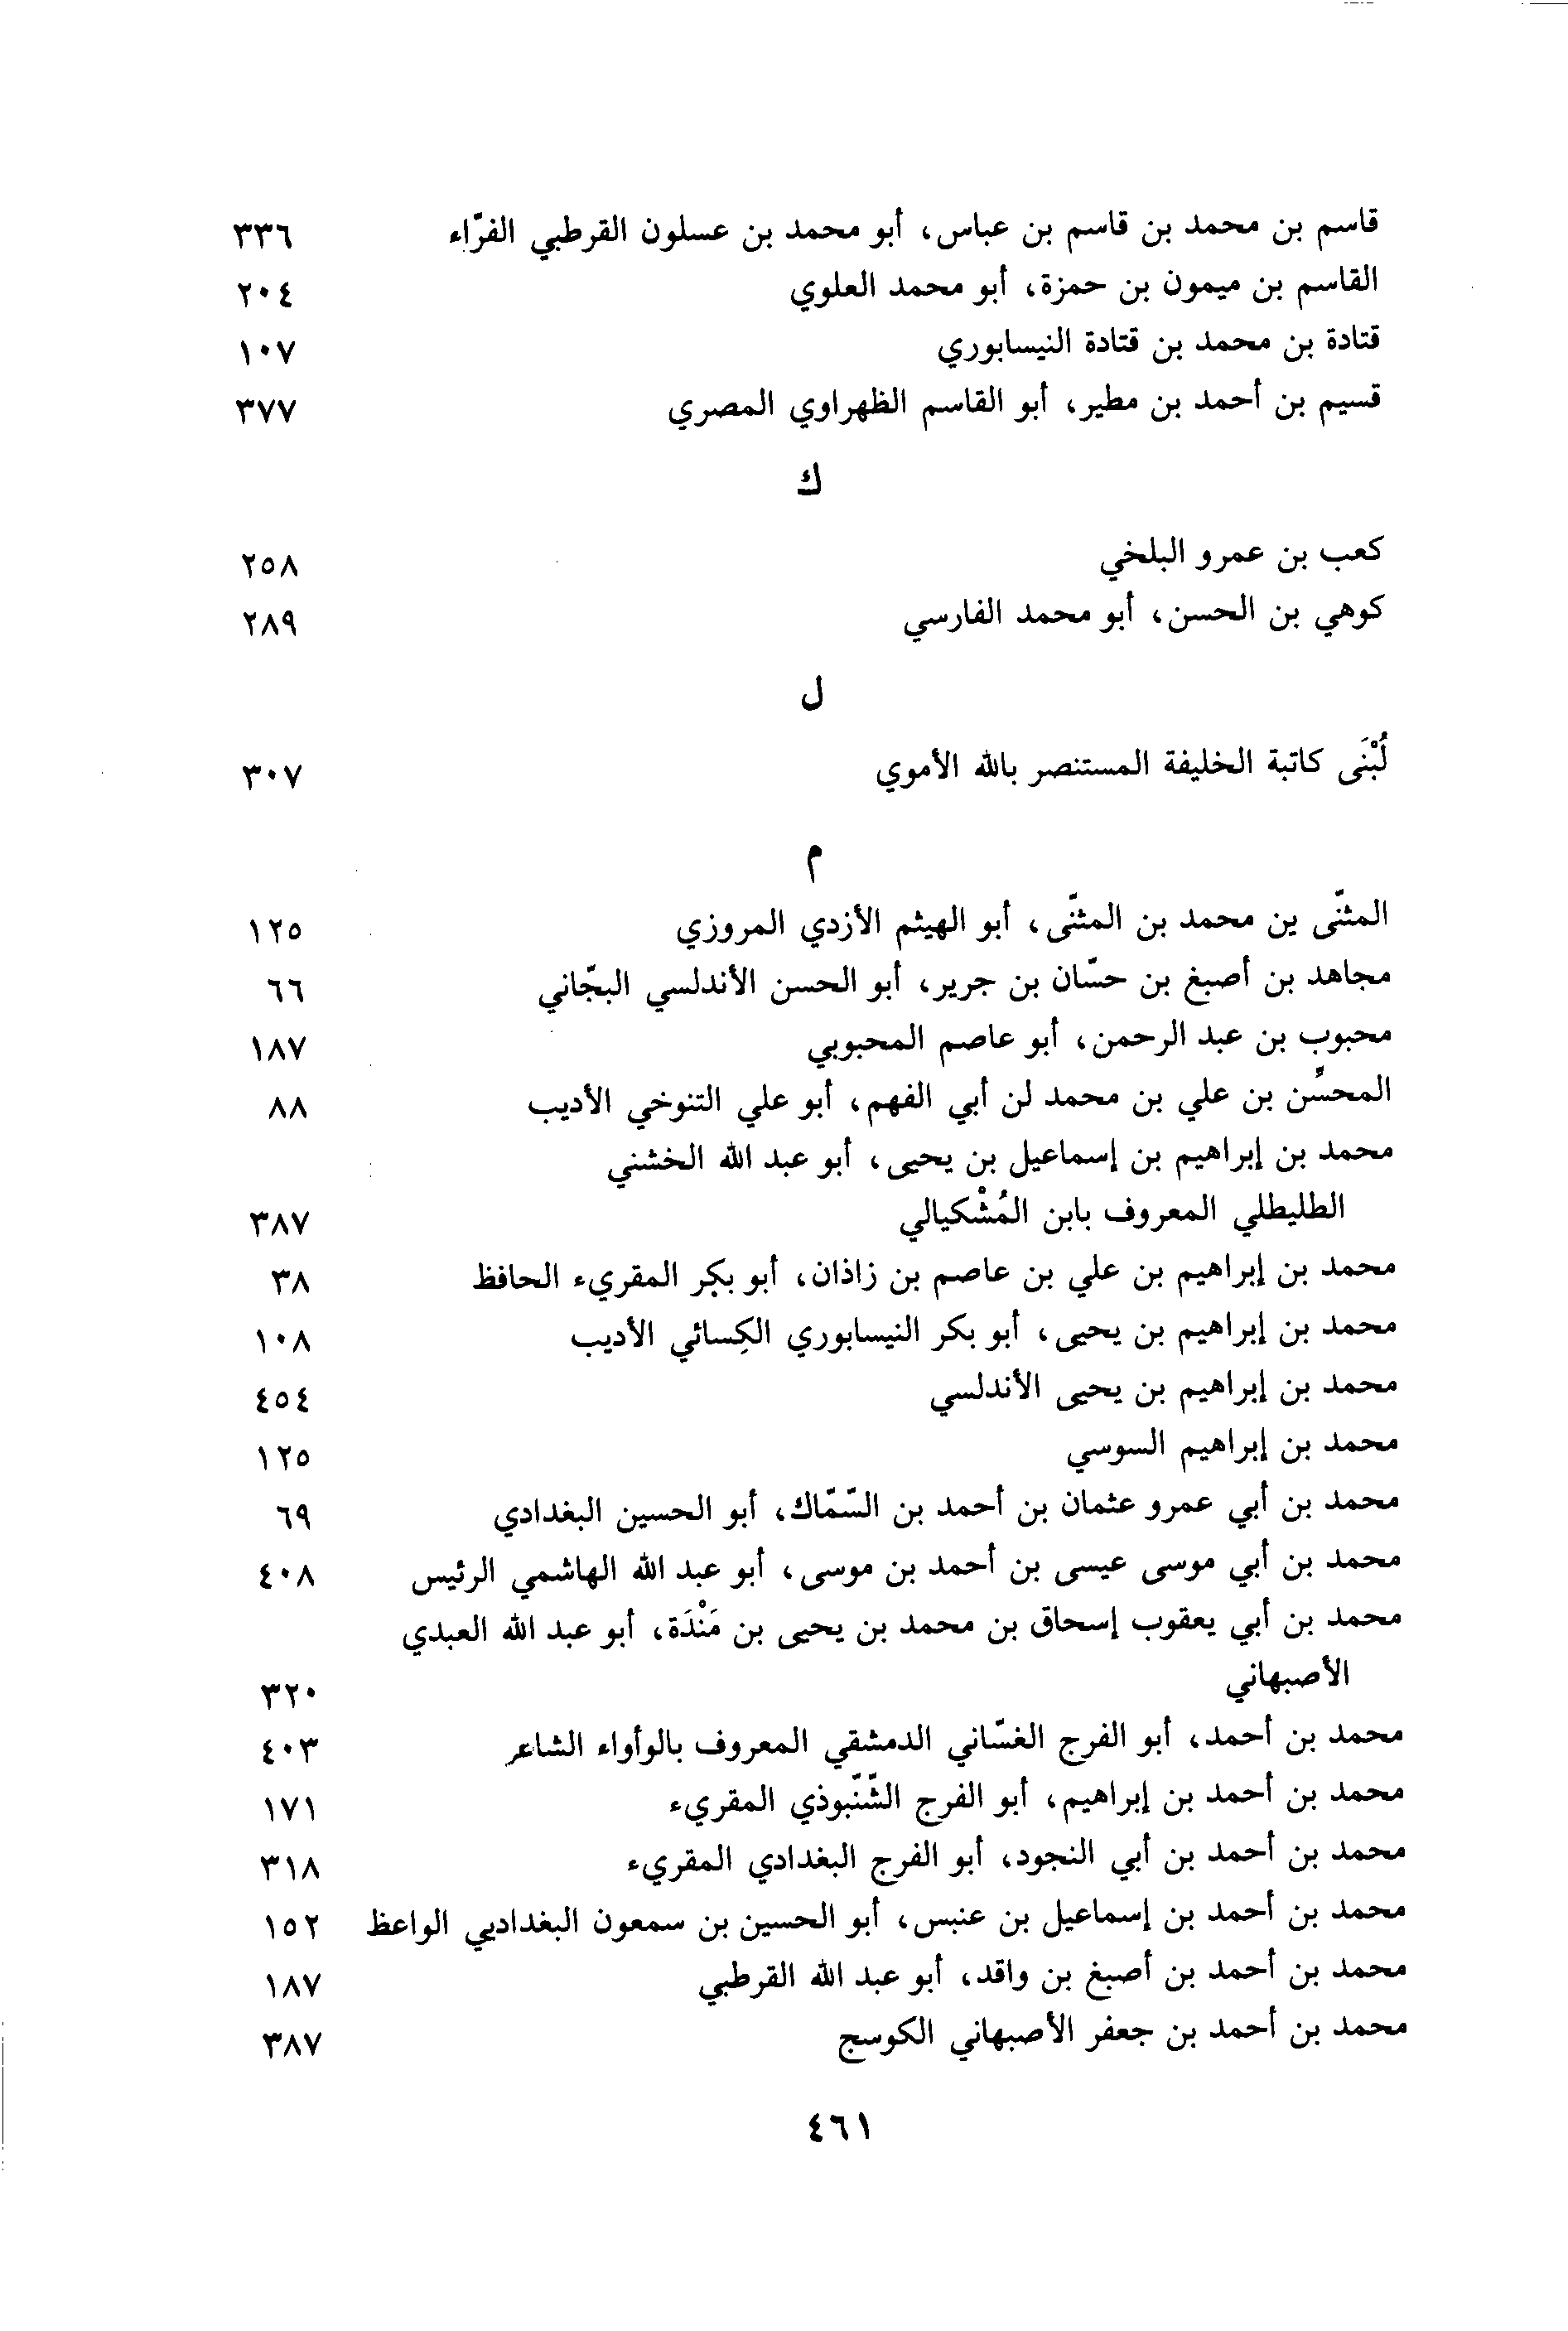 قاسم بن محمد بن قاسم بن عباس، أبو محمد بن عسلون القرطبي الفرّاء ٣٣٦
القاسم بن ميمون بن حمزة، أبو محمد العلوي ٢٠٤
قتادة بن محمد بن قتادة النيسابوري ١٠٧
قسيم بن أحمد بن مطير، أبو القاسم الظهراوي المصري ٣٧٧
ك
كعب بن عمرو البلخي ٢٥٨
كوهي بن الحسن، أبو محمد الفارسي ٢٨٩
ل
لُبْنَى كاتبة الخليفة المستنصر بالله الأموي ٣٠٧
م
المثنّى ين محمد بن المثنّى، أبو الهيثم الأزدي المروزي ١٢٥
مجاهد بن أصبغ بن حسّان بن جرير، أبو الحسن الأندلسي البجّاني ٦٦
محبوب بن عبد الرحمن، أبو عاصم المحبوبي ١٨٧
المحسِّن بن علي بن محمد لن أبي الفهم، أبو علي التنوخي الأديب ٨٨
محمد بن إبراهيم بن إسماعيل بن يحيى، أبو عبد الله الخشني
الطليطلي المعروف بابن المُشْكيالي ٣٨٧
محمد بن إبراهيم بن علي بن عاصم بن زاذان، أبو بكر المقريء الحافظ ٣٨
محمد بن إبراهيم بن يحيى، أبو بكر النيسابوري الكِسائي الأديب ١٠٨
محمد بن إبراهيم بن يحيى الأندلسي ٤٥٤
محمد بن إبراهيم السوسي ١٢٥
محمد بن أبي عمرو عثمان بن أحمد بن السّمّاك، أبو الحسين البغدادي ٦٩
محمد بن أبي موسى عيسى بن أحمد بن موسى، أبو عبد الله الهاشمي الرئيس ٤٠٨
محمد بن أبي يعقوب إسحاق بن محمد بن يحيى بن مَنْدَة، أبو عبد الله العبدي
الأصبهاني ٣٢٠
محمد بن أحمد، أبو الفرج الغسّاني الدمشقي المعروف بالوأواء الشاعر ٤٠٣
محمد بن أحمد بن إبراهيم، أبو الفرج الشّنّبوذي المقريء ١٧١
محمد بن أحمد بن أبي النجود، أبو الفرج البغدادي المقريء ٣١٨
محمد بن أحمد بن إسماعيل بن عنبس، أبو الحسين بن سمعون البغداديي الواعظ ١٥٢
محمد بن أحمد بن أصبغ بن واقد، أبو عبد الله القرطبي ١٨٧
محمد بن أحمد بن جعفر الأصبهاني الكوسج ٣٨٧
٤٦١